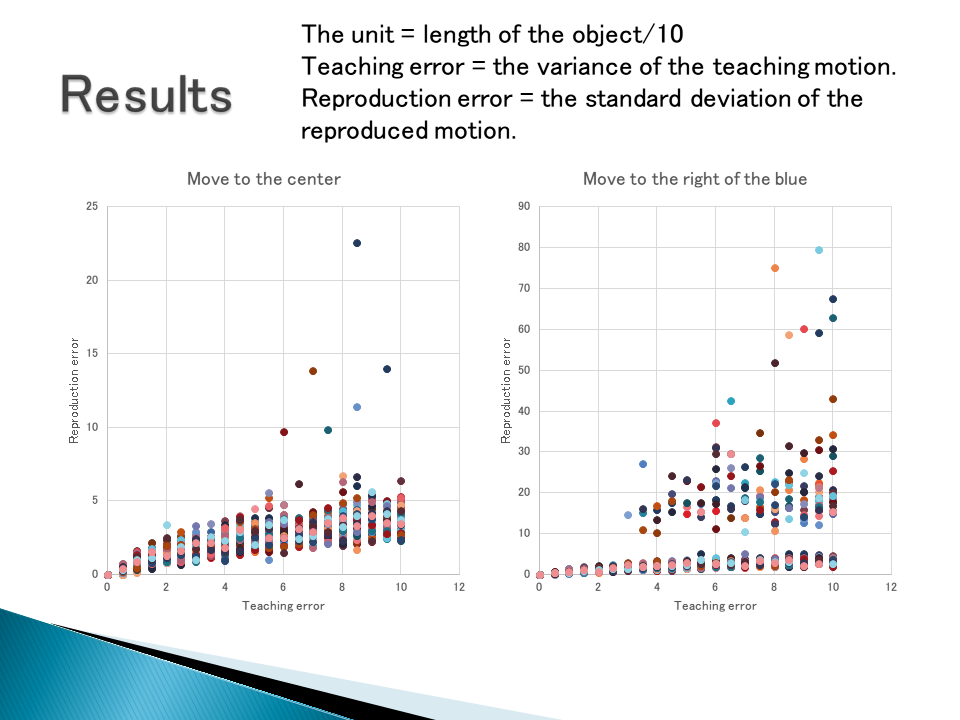 The unit = length of the object/10
Teaching error = the variance of the teaching motion.
Reproduction error = the standard deviation of the
reproduced motion.
Results
Move to the center
25
20
15
10
5
0
0 2 4 6 8 10 12
Reproduction error
Teaching error
Move to the right of the blue
90
80
70
60
50
40
30
20
10
0
0 2 4 6 8 10 12
Reproduction error
Teaching error